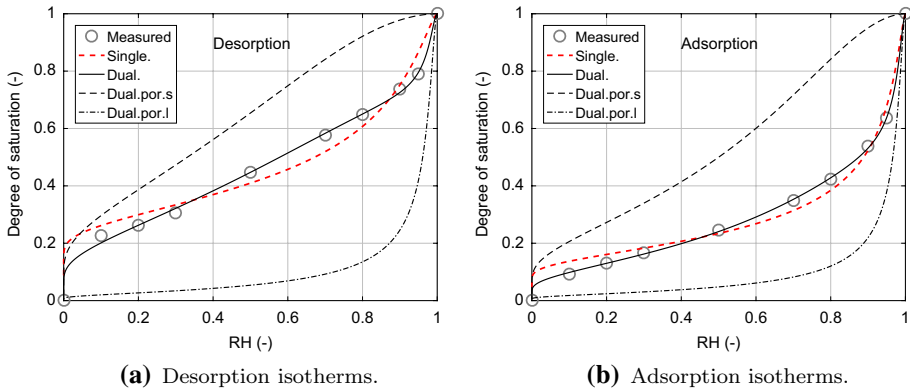 Desorption
Measured
Single.
Dual.
Dual.por.s
Dual.por.l
Degree of saturation (-)
1
0.8
0.6
0.4
0.2
0
0 0.2 0.4 0.6 0.8 1
RH (-)
(a) Desorption isotherms.
Adsorption
Measured
Single.
Dual.
Dual.por.s
Dual.por.l
Degree of saturation (-)
1
0.8
0.6
0.4
0.2
0
0 0.2 0.4 0.6 0.8 1
RH (-)
(b) Adsorption isotherms.